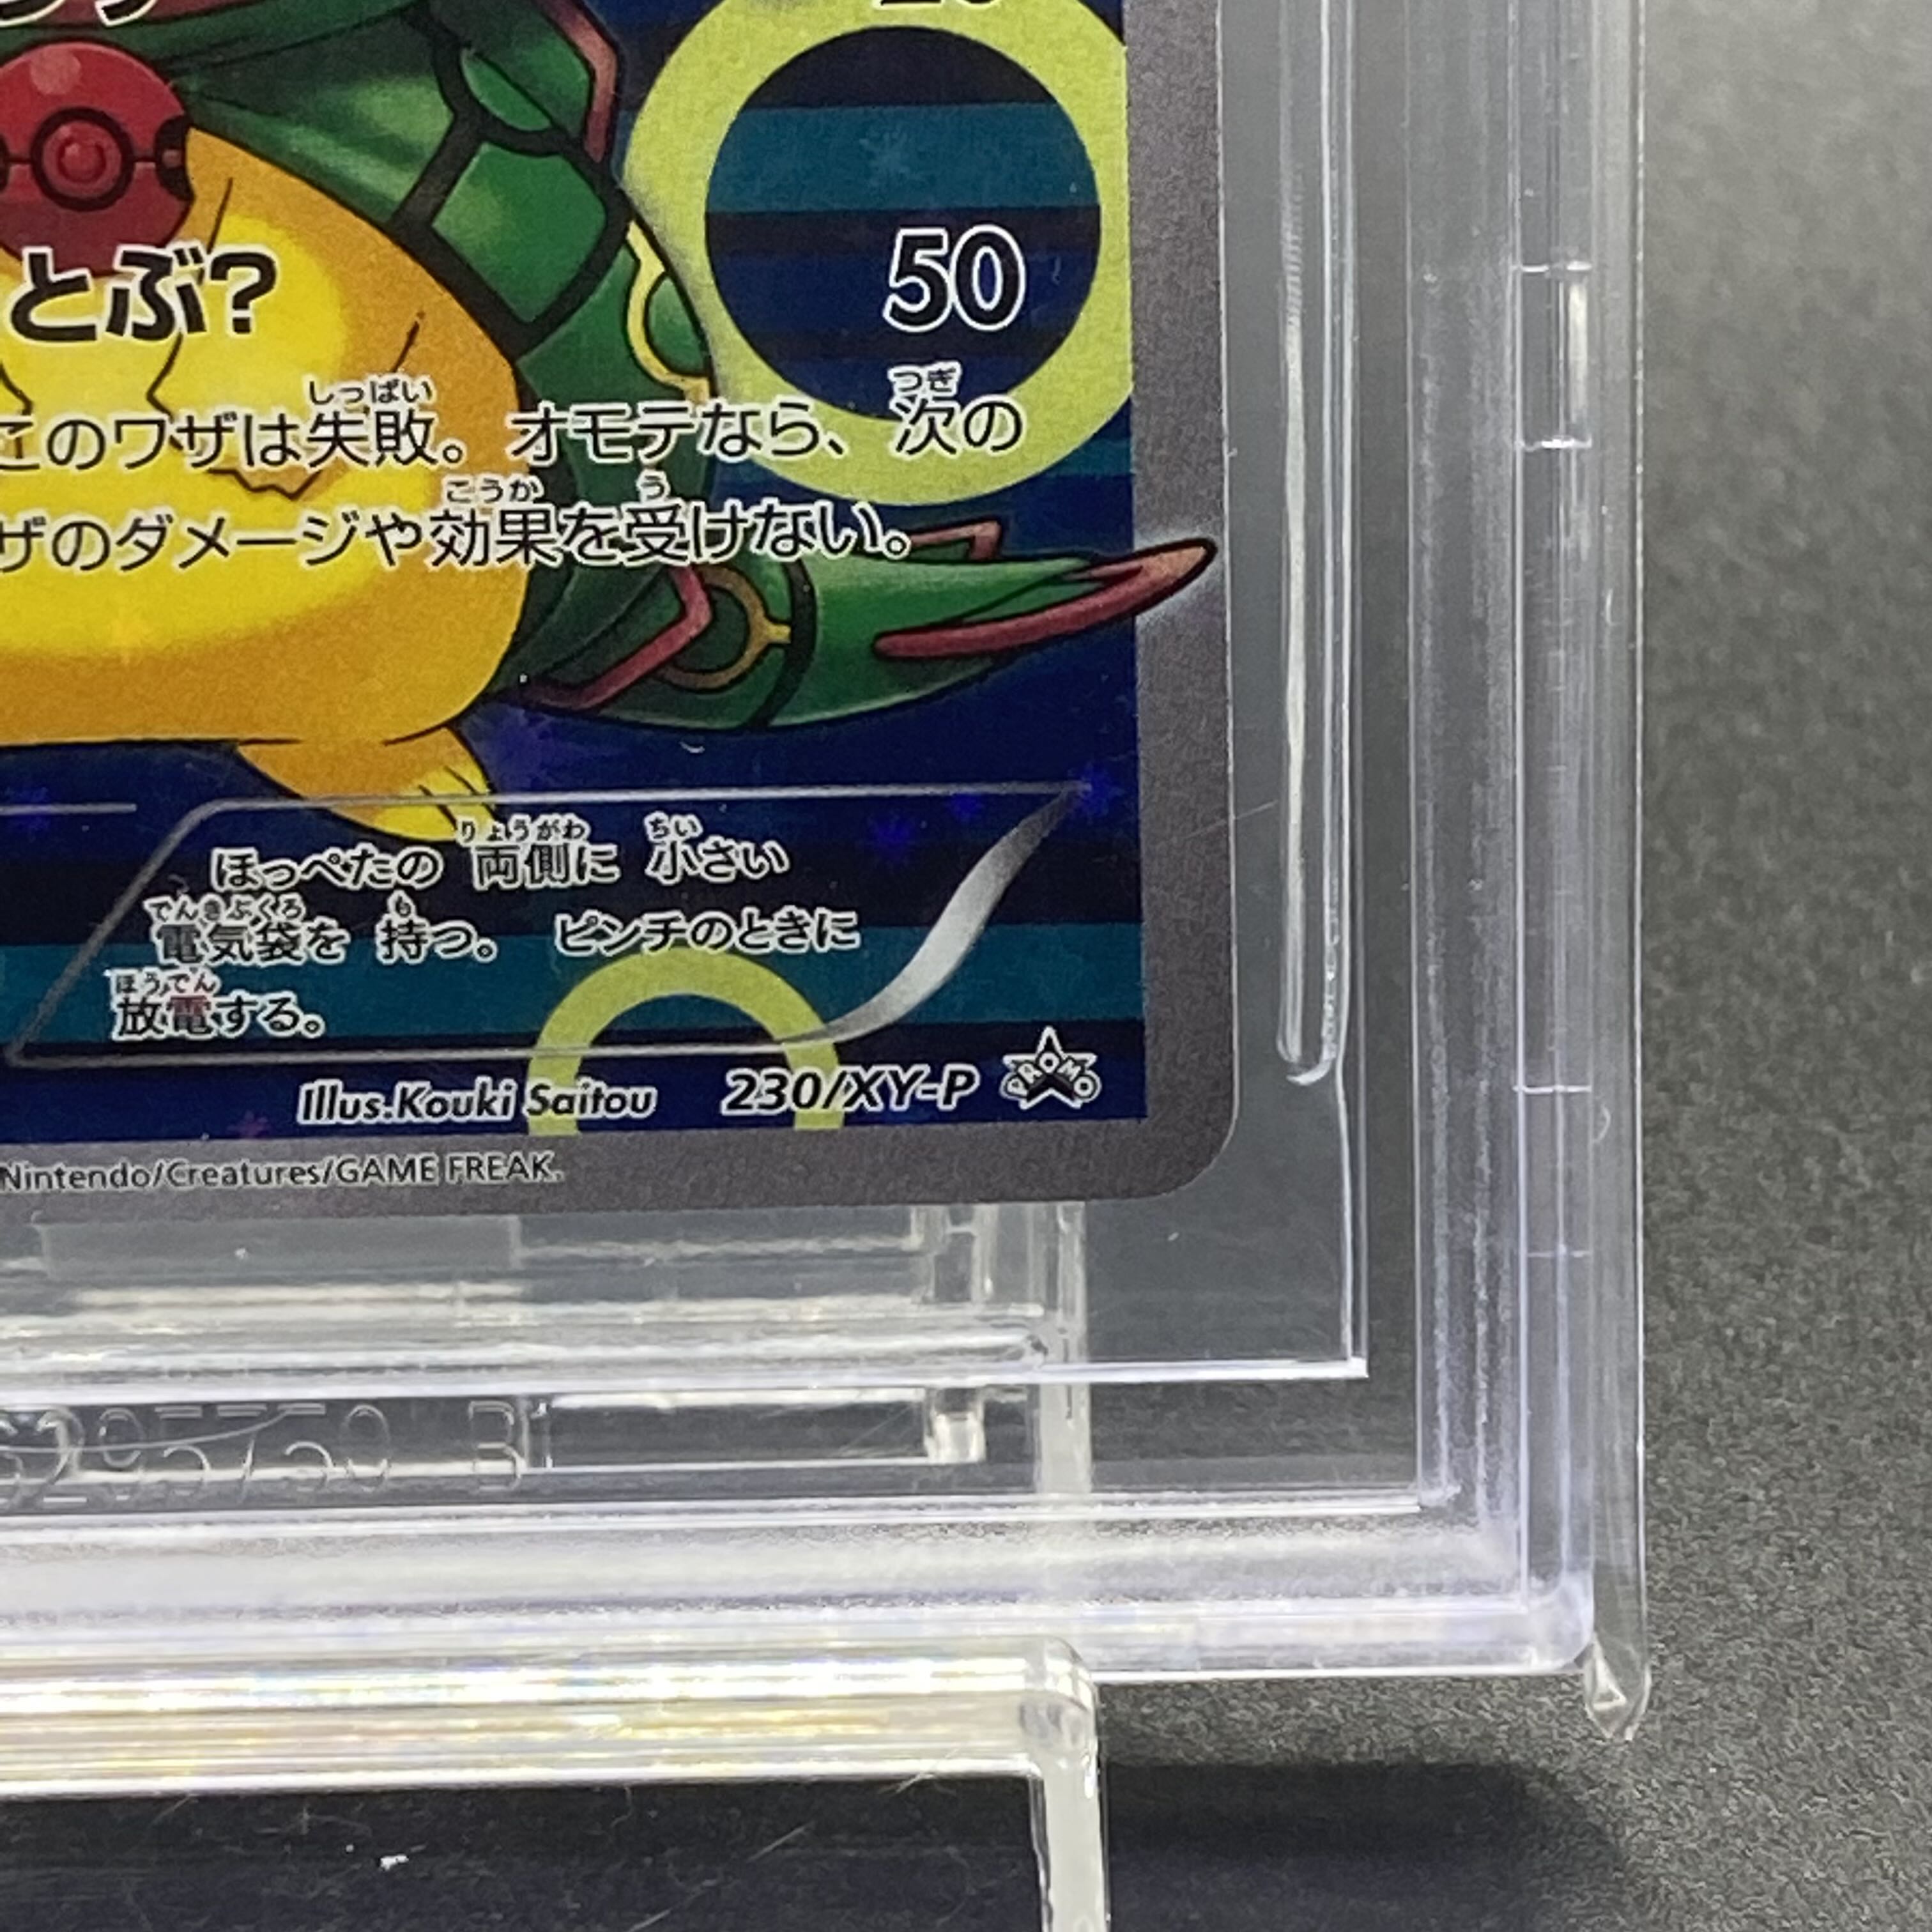 とぶ?
50
しっぱい つぎ
このワザは失敗。オモテなら、次の
こうか う
ザのダメージや効果を受けない。
りょうがわ ちい
ほっぺたの 両側に 小さい
でんきぶくろ も
電気袋を 持つ。 ピンチのときに
ほうでん
放電する。
Illus.Kouki Saitou 230/XY-P PROMO
Nintendo/Creatures/GAME FREAK.